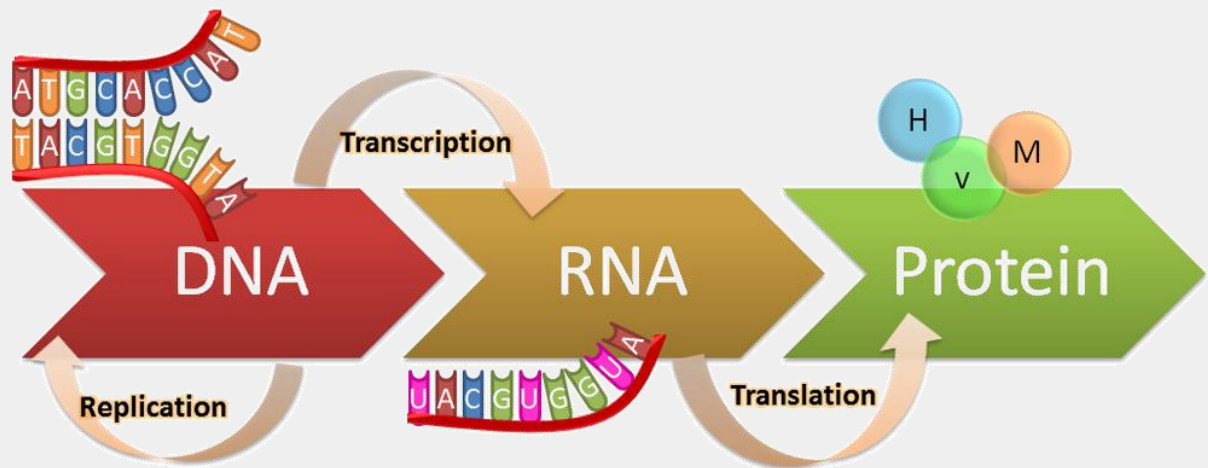 ATGCACCAT
TACGTGGTA
Transcription
H
V
M
DNA
RNA
Protein
Replication
UACGUGGUA
Translation